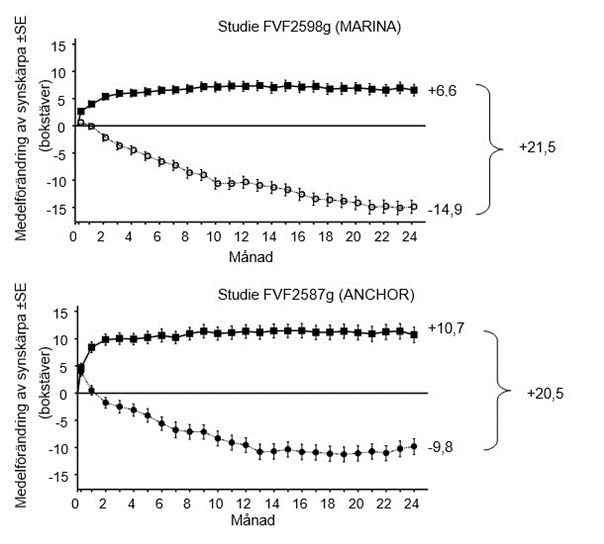 Studie FVF2598g (MARINA)
Medelförändring av synskärpa ±SE
(bokstäver)
15
10
5
0
-5
-10
-15
+6.6
+21,5
-14,9
0 2 4 6 8 10 12 14 16 18 20 22 24
Månad
Studie FVF2587g (ANCHOR)
Medelförändring av synskärpa ±SE
(bokstäver)
15
10
5
0
-5
-10
-15
+10,7
+20,5
-9,8
0 2 4 6 8 10 12 14 16 18 20 22 24
Månad